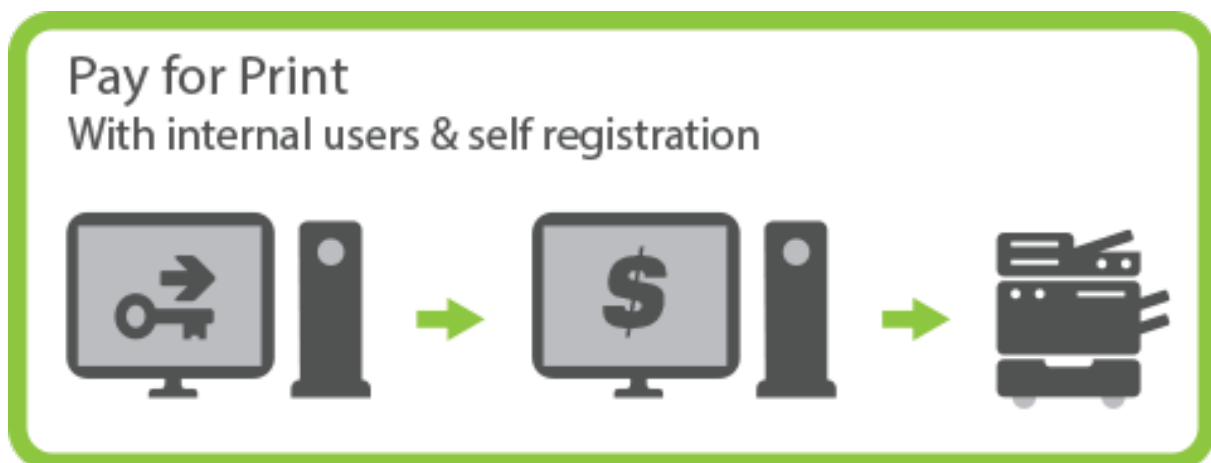 Pay for Print
With internal users & self registration
$